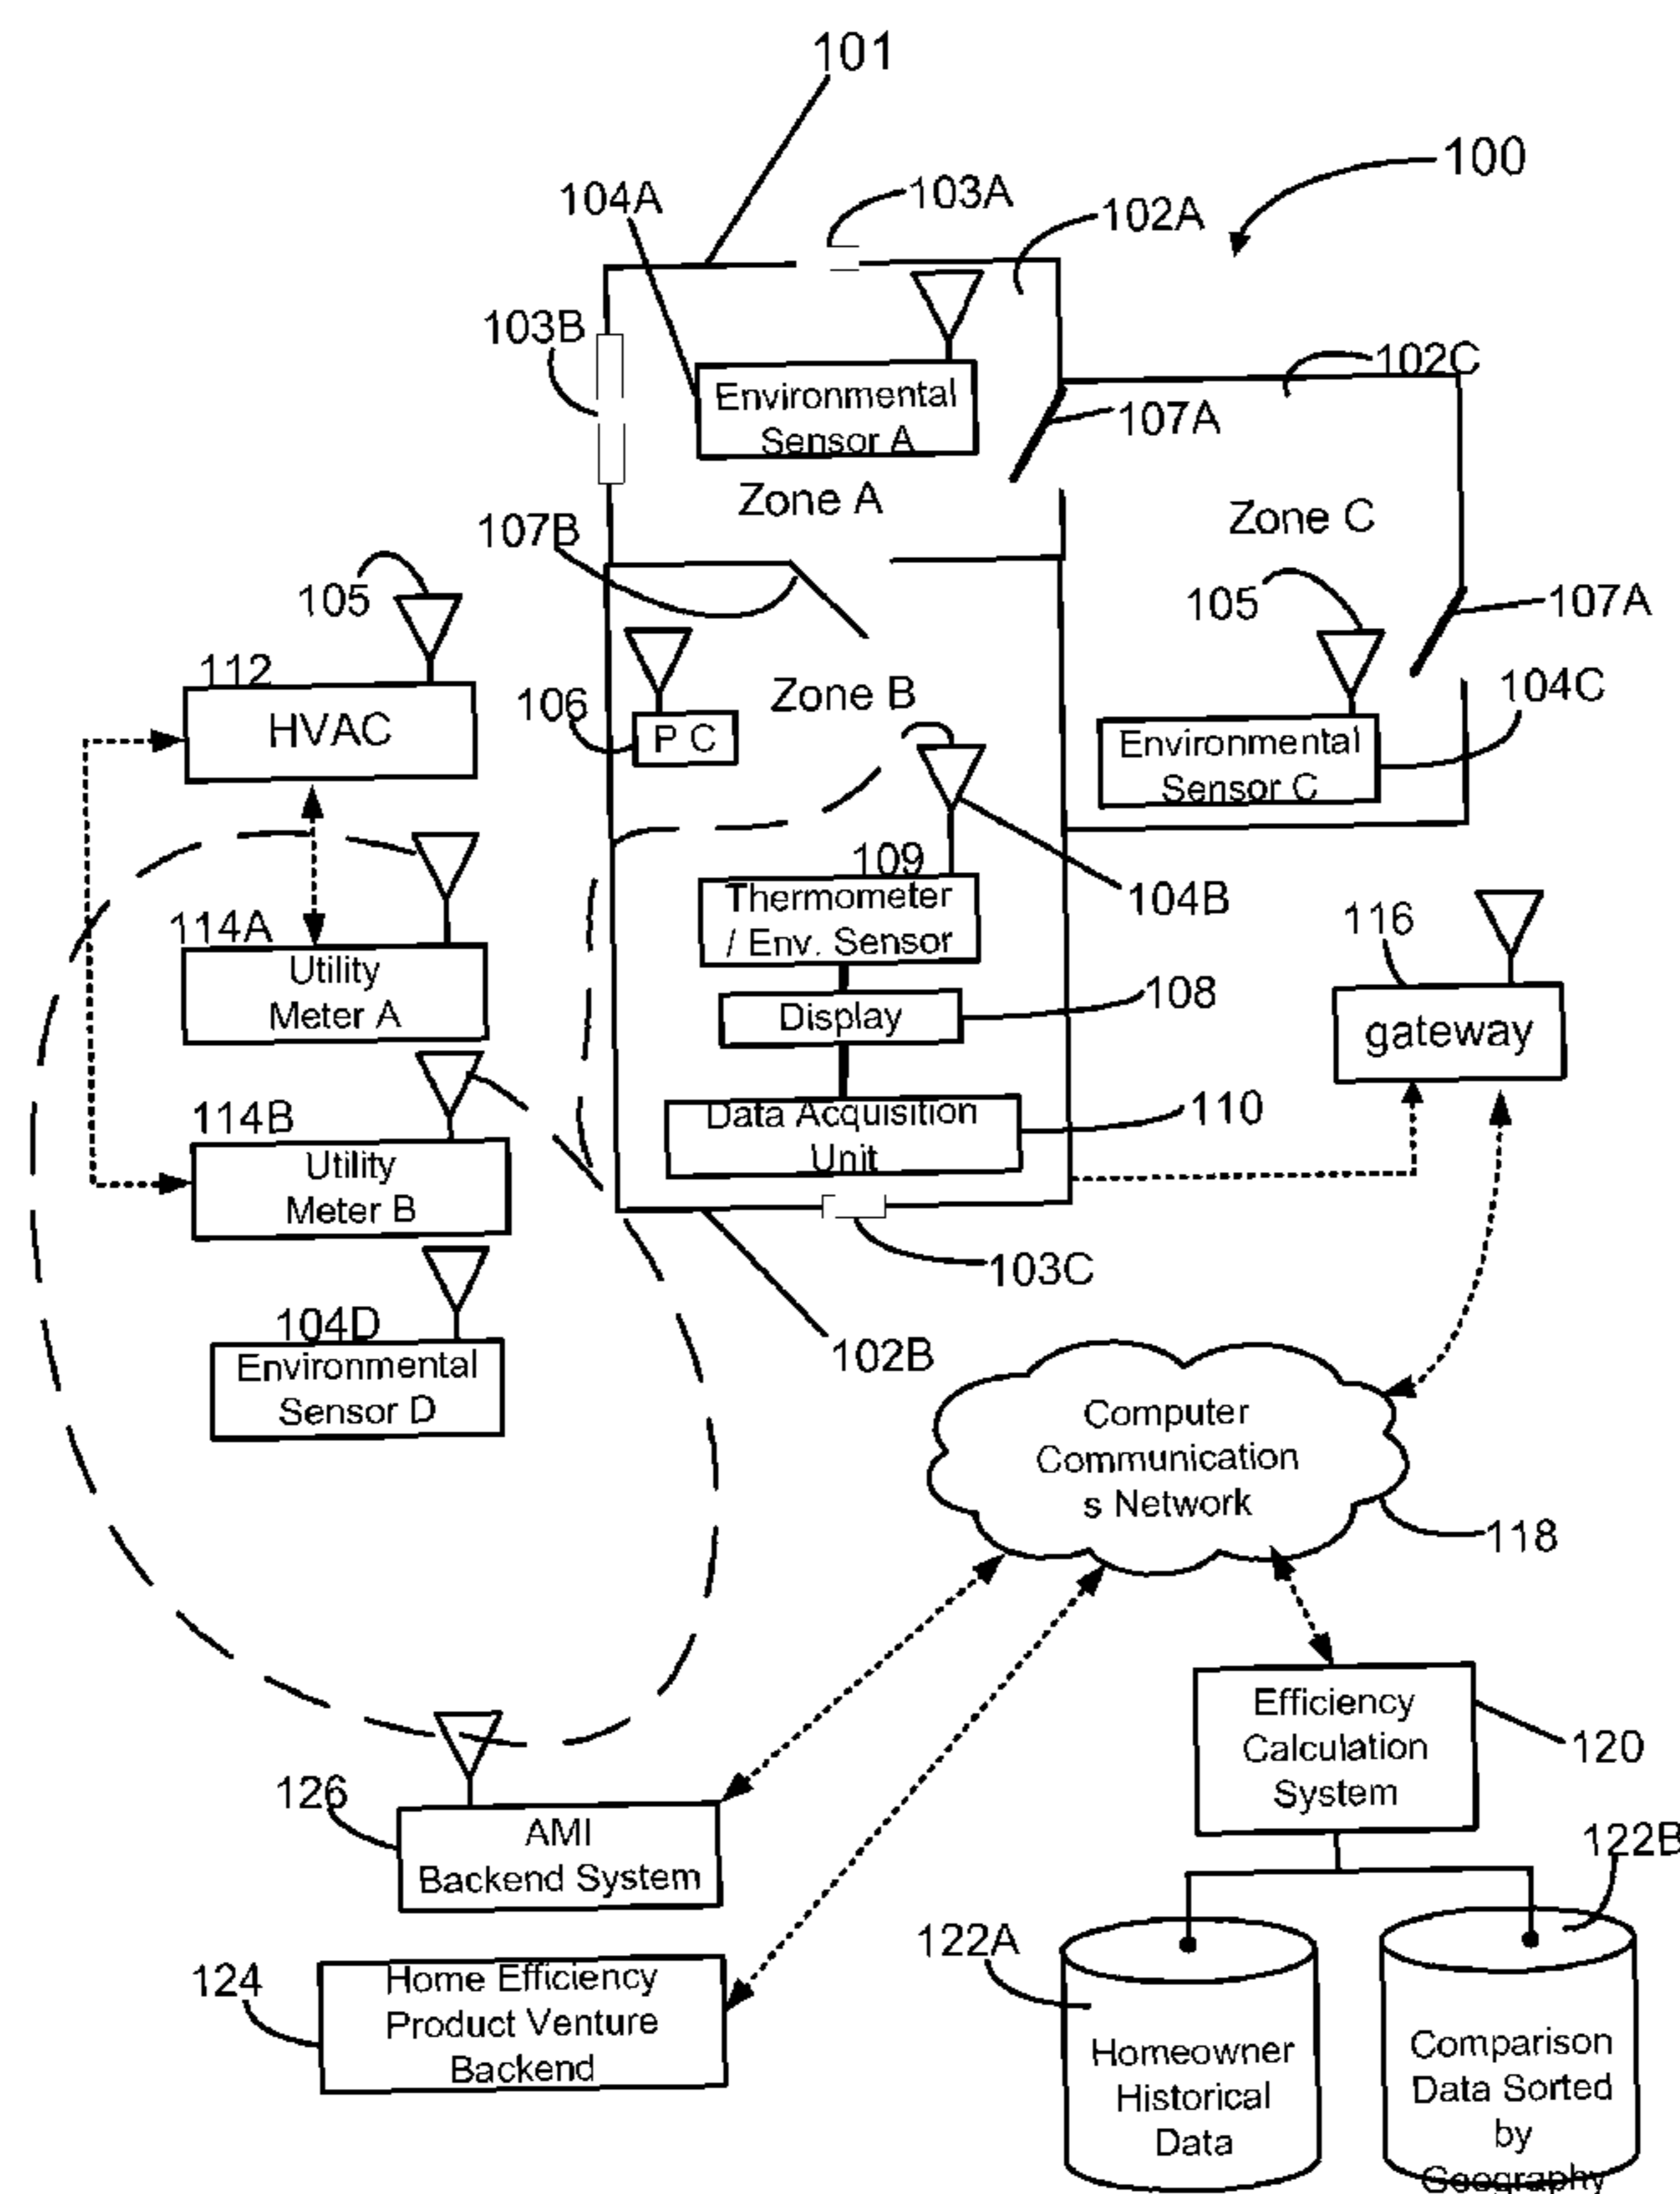 101
100
103A
104A
102A
103B
102C
Environmental
Sensor A
107A
Zone A
Zone C
107B
105
105
107A
112
HVAC
Zone B
104C
106
P C
Environmental
Sensor C
109
Thermometer
/ Env. Sensor
104B
116
114A
Utility
Meter A
108
Display
gateway
114B
Data Acquisition
Unit
110
Utility
Meter B
103C
104D
102B
Environmental
Sensor D
Computer
Communication
s Network
118
Efficiency
Calculation
System
120
126
AMI
Backend System
122B
122A
124
Home Efficiency
Product Venture
Backend
Homeowner
Historical
Data
Comparison
Data Sorted
by
Geography